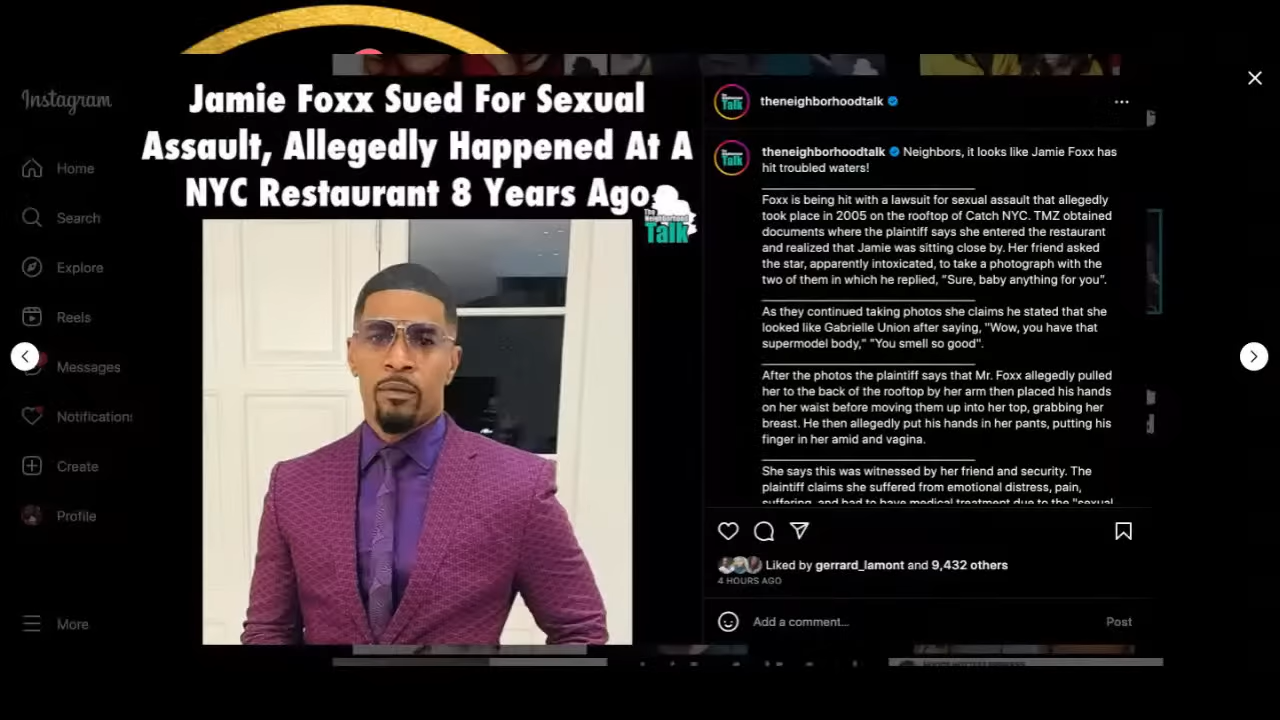 Instagram
Home
Search
Explore
Reels
Messages
Notifications
Create
Profile
More
Jamie Foxx Sued For Sexual
Assault, Allegedly Happened At A
NYC Restaurant 8 Years Ago
The
Neighborhood
Talk
theneighborhoodtalk
theneighborhoodtalk Neighbors, it looks like Jamie Foxx has
hit troubled waters!
Foxx is being hit with a lawsuit for sexual assault that allegedly
took place in 2005 on the rooftop of Catch NYC. TMZ obtained
documents where the plaintiff says she entered the restaurant
and realized that Jamie was sitting close by. Her friend asked
the star, apparently intoxicated, to take a photograph with the
two of them in which he replied, “Sure, baby anything for you”.
As they continued taking photos she claims he stated that she
looked like Gabrielle Union after saying, "Wow, you have that
supermodel body," "You smell so good".
After the photos the plaintiff says that Mr. Foxx allegedly pulled
her to the back of the rooftop by her arm then placed his hands
on her waist before moving them up into her top, grabbing her
breast. He then allegedly put his hands in her pants, putting his
finger in her amid and vagina.
She says this was witnessed by her friend and security. The
plaintiff claims she suffered from emotional distress, pain,
suffering, and had to have medical treatment due to the "sexual
Liked by gerrard_lamont and 9,432 others
4 HOURS AGO
Add a comment...
Post